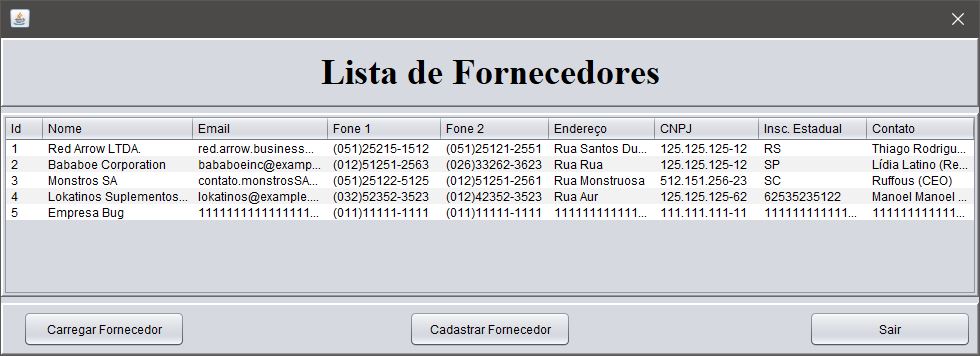 Lista de Fornecedores
Id Nome Email Fone 1 Fone 2 Endereço CNPJ Insc. Estadual Contato
1 Red Arrow LTDA. red.arrow.business... (051)25215-1512 (051)25121-2551 Rua Santos Du... 125.125.125-12 RS Thiago Rodrigu...
2 Bababoe Corporation bababoeinc@examp... (012)51251-2563 (026)33262-3623 Rua Rua 125.125.125-12 SP Lídia Latino (Re...
3 Monstros SA contato.monstrosSA... (051)25122-5125 (012)51251-2561 Rua Monstruosa 512.151.256-23 SC Ruffous (CEO)
4 Lokatinos Suplementos... lokatinos@example.... (032)52352-3523 (012)42352-3523 Rua Aur 125.125.125-62 62535235122 Manoel Manoel ...
5 Empresa Bug 1111111111111111... (011)11111-1111 (011)11111-1111 111111111111... 111.111.111-11 111111111111... 111111111111...
Carregar Fornecedor Cadastrar Fornecedor Sair